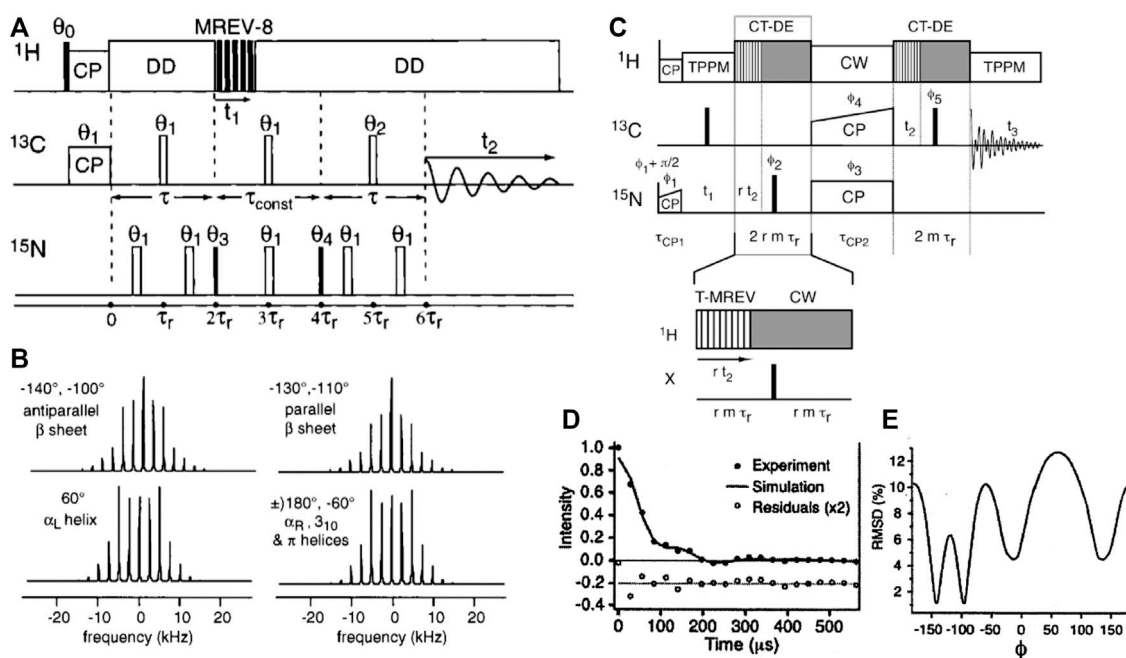 A
θ0
MREV-8
1H
CP
DD
DD
t1
13C
θ1
CP
θ1
θ1
θ2
t2
τ
τconst
τ
15N
θ1
θ1
θ3
θ1
θ4
θ1
θ1
0
τr
2τr
3τr
4τr
5τr
6τr
B
-140°, -100°
antiparallel
β sheet
-130°,-110°
parallel
β sheet
60°
αL helix
±)180°, -60°
αR, 310
& π helices
-20 0 20
-20 0 20
frequency (kHz)
frequency (kHz)
C
CT-DE
CT-DE
1H
CP
TPPM
CW
TPPM
13C
ϕ4
CP
t2
ϕ5
t3
ϕ1 + π/2
15N
ϕ1
CP
t1
r t2
ϕ2
ϕ3
CP
τCP1
2 r m τr
τCP2
2 m τr
T-MREV
CW
1H
r t2
X
r m τr
r m τr
D
Intensity
1.0
0.8
0.6
0.4
0.2
0.0
-0.2
-0.4
Experiment
Simulation
Residuals (x2)
0 100 200 300 400 500
Time (μs)
E
RMSD (%)
12
10
8
6
4
2
-150 -100 -50 0 50 100 150
ϕ